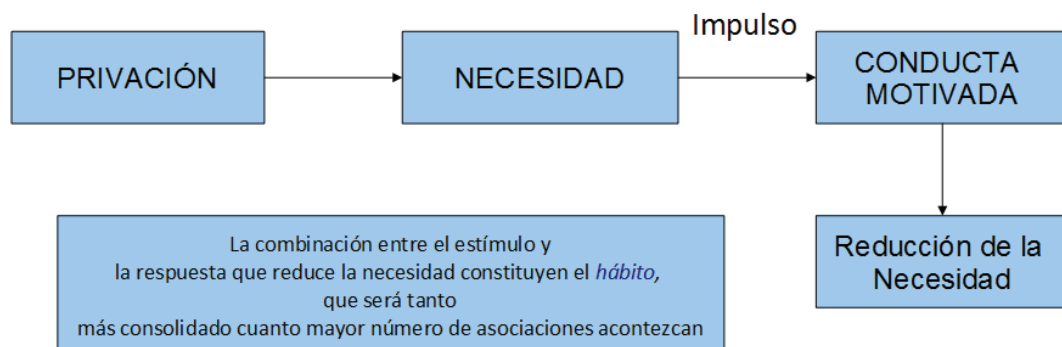 Impulso
PRIVACIÓN
NECESIDAD
CONDUCTA
MOTIVADA
Reducción de la
Necesidad
La combinación entre el estímulo y
la respuesta que reduce la necesidad constituyen el hábito,
que será tanto
más consolidado cuanto mayor número de asociaciones acontezcan